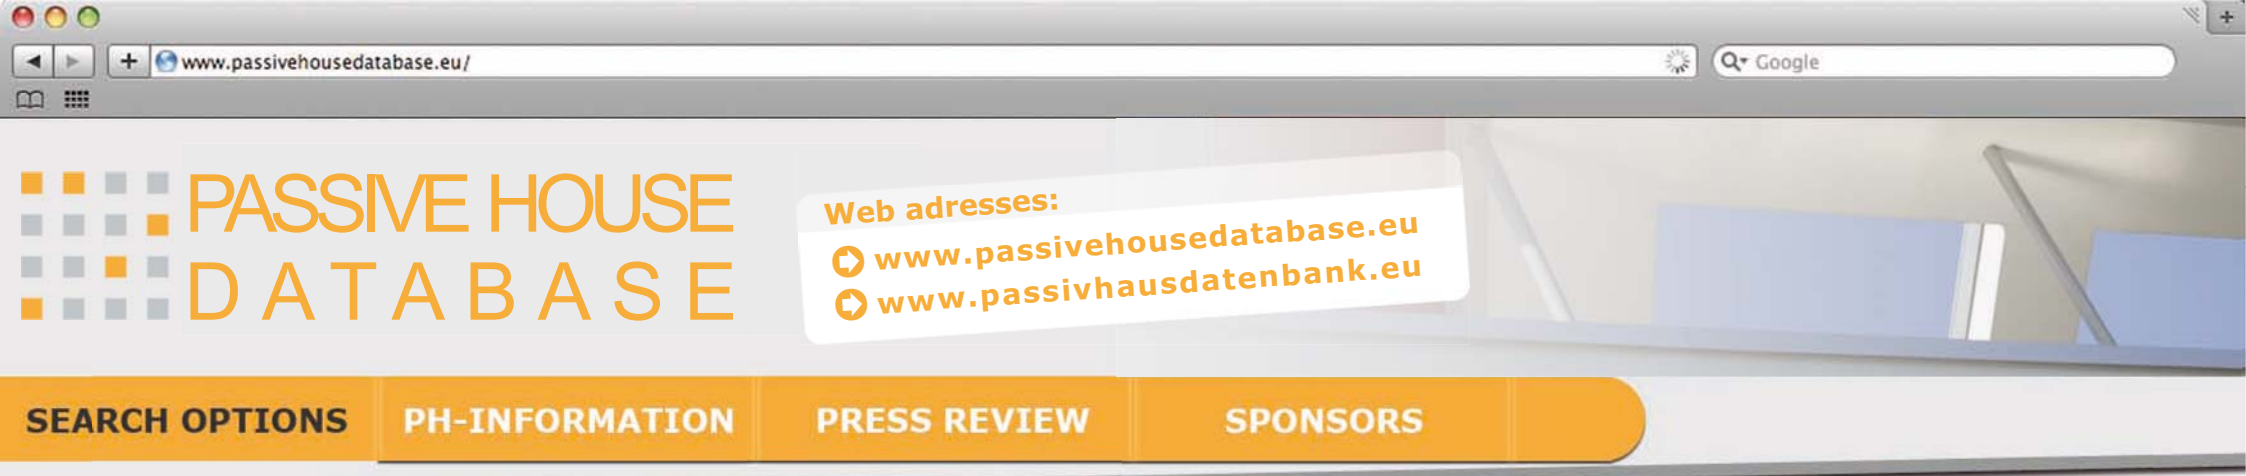 www.passivehousedatabase.eu/
Google
PASSIVE HOUSE
DATABASE
Web adresses:
www.passivehousedatabase.eu
www.passivhausdatenbank.eu
SEARCH OPTIONS PH-INFORMATION PRESS REVIEW SPONSORS